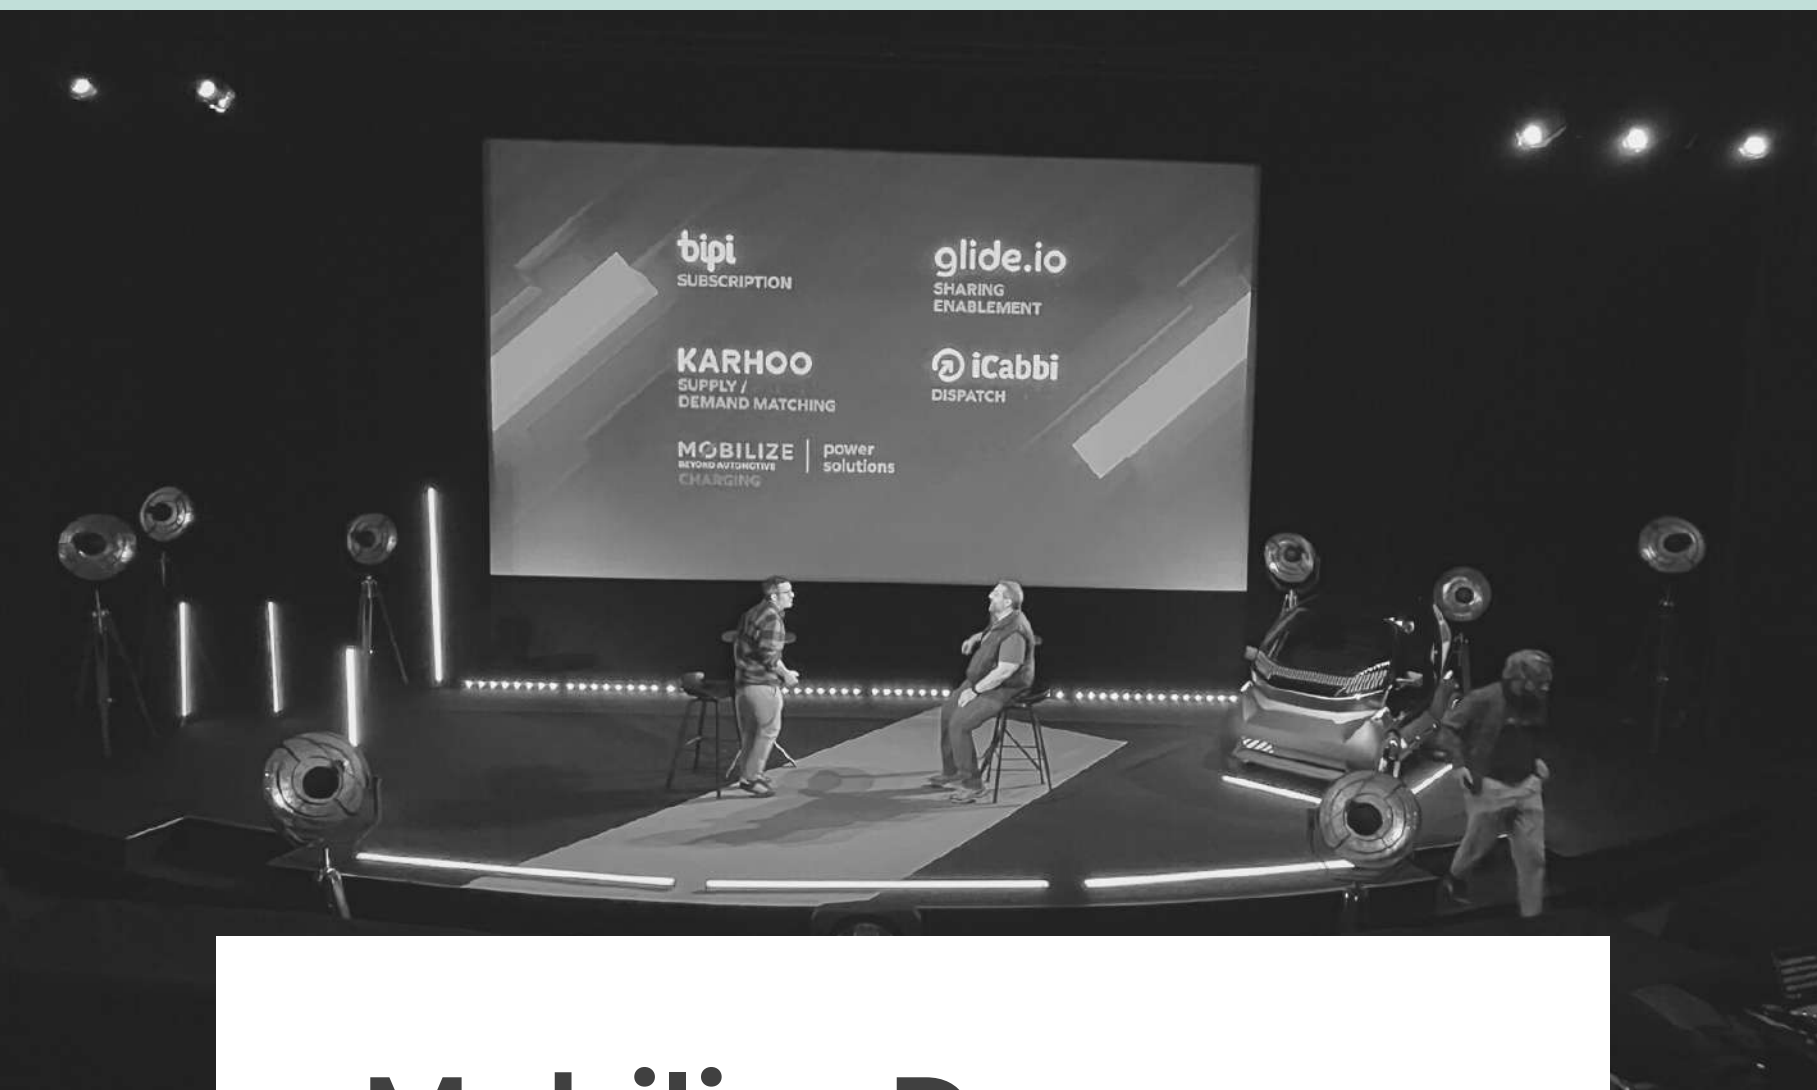 bipi
SUBSCRIPTION
glide.io
SHARING
ENABLEMENT
KARHOO
SUPPLY /
DEMAND MATCHING
iCabbi
DISPATCH
MOBILIZE
BEYOND AUTOMOTIVE
power
solutions
CHARGING